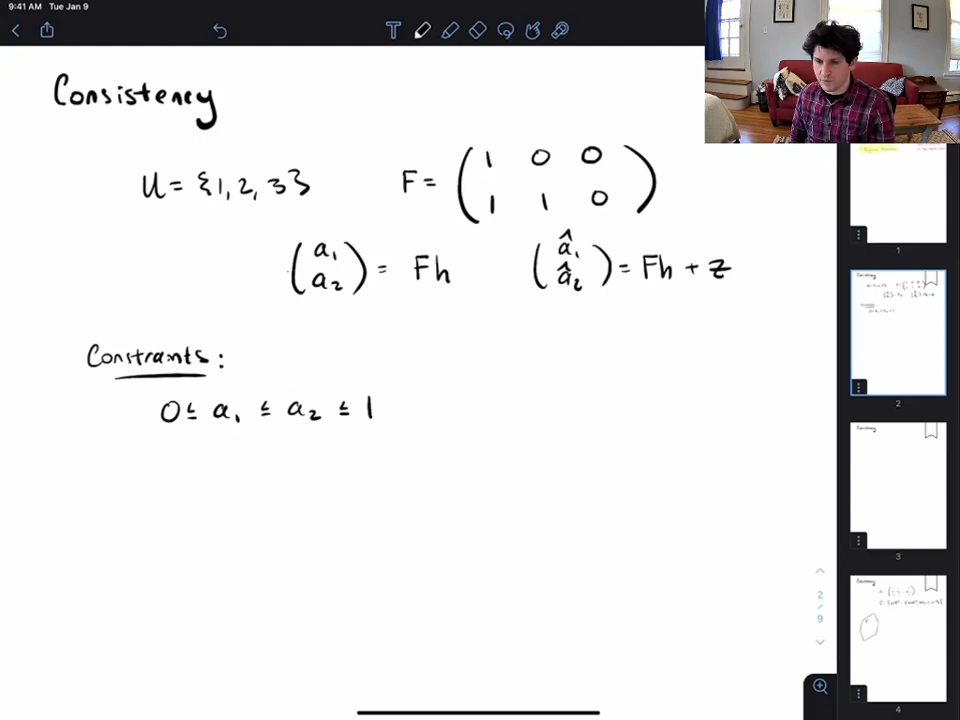 9:41 AM Tue Jan 9
Consistency
U = {1, 2, 3} F = ( 1 0 0
1 1 0 )
( a₁
a₂ ) = Fh ( â₁
â₂ ) = Fh + z
Constrants :
0 ≤ a₁ ≤ a₂ ≤ 1
1
2
3
4
2
/
9